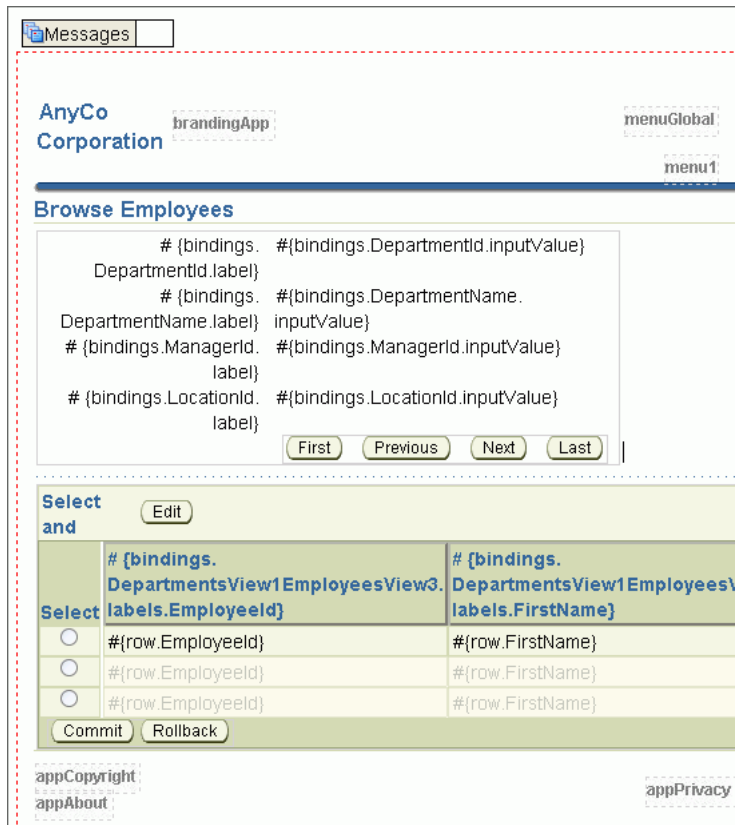 Messages
AnyCo
Corporation
brandingApp
menuGlobal
menu1
Browse Employees
# {bindings. #{bindings.DepartmentId.inputValue}
DepartmentId.label}
# {bindings. #{bindings.DepartmentName.
DepartmentName.label} inputValue}
# {bindings.ManagerId. #{bindings.ManagerId.inputValue}
label}
# {bindings.LocationId. #{bindings.LocationId.inputValue}
label}
First Previous Next Last
Select
and
Edit
Select
# {bindings.
DepartmentsView1EmployeesView3.
labels.EmployeeId}
# {bindings.
DepartmentsView1EmployeesV
labels.FirstName}
#{row.EmployeeId} #{row.FirstName}
#{row.EmployeeId} #{row.FirstName}
#{row.EmployeeId} #{row.FirstName}
Commit Rollback
appCopyright
appAbout
appPrivacy